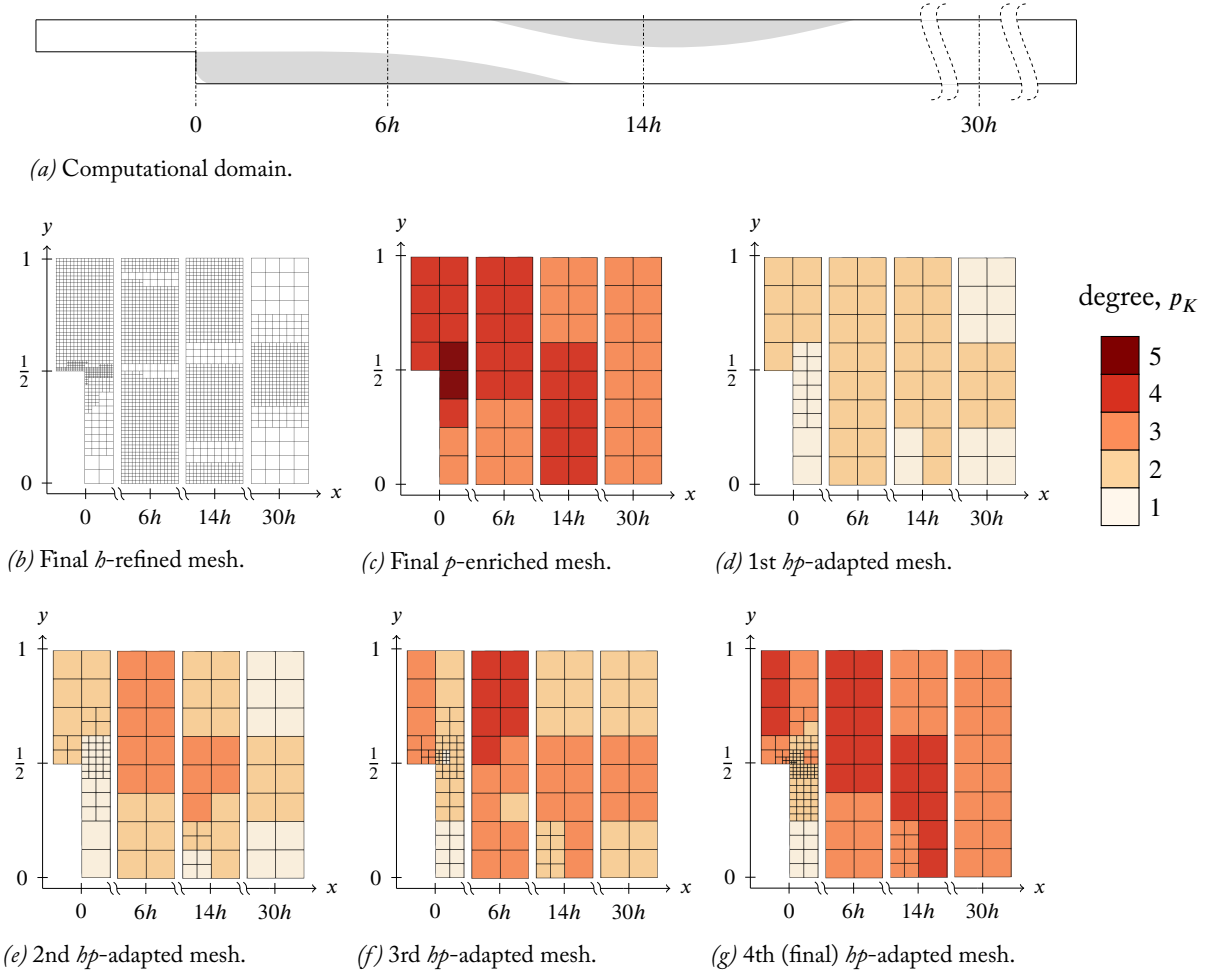 0
6h
14h
30h
(a) Computational domain.
y
1
1/2
0
0
6h
14h
30h
x
(b) Final h-refined mesh.
y
1
1/2
0
0
6h
14h
30h
x
(c) Final p-enriched mesh.
y
1
1/2
0
0
6h
14h
30h
x
(d) 1st hp-adapted mesh.
degree, p_K
5
4
3
2
1
y
1
1/2
0
0
6h
14h
30h
x
(e) 2nd hp-adapted mesh.
y
1
1/2
0
0
6h
14h
30h
x
(f) 3rd hp-adapted mesh.
y
1
1/2
0
0
6h
14h
30h
x
(g) 4th (final) hp-adapted mesh.